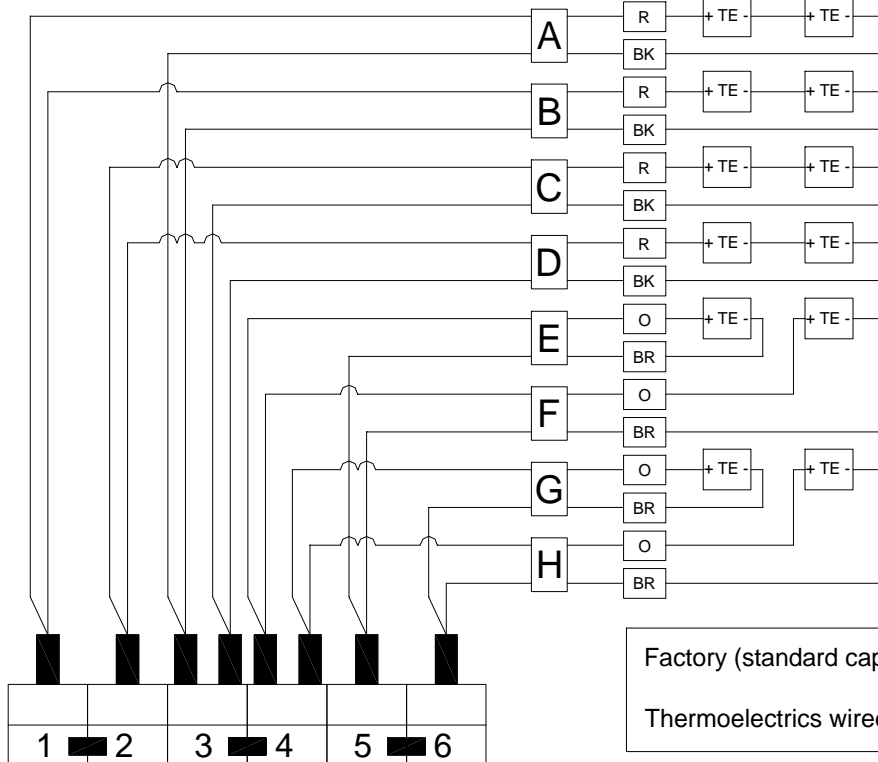 A R + TE - + TE -
BK
B R + TE - + TE -
BK
C R + TE - + TE -
BK
D R + TE - + TE -
BK
E O + TE - + TE -
BR
F O
BR
G O + TE - + TE -
BR
H O
BR
Factory (standard cap
Thermoelectrics wired
1 2 3 4 5 6